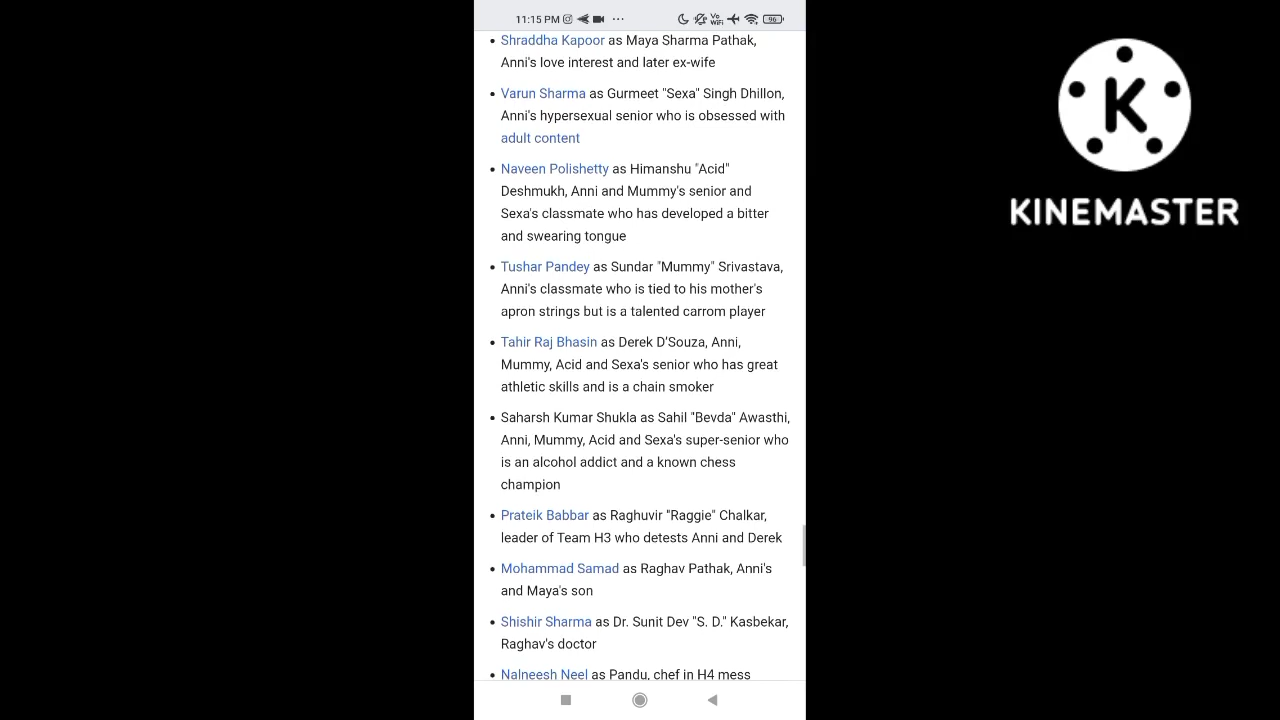 11:15 PM
Vo
WiFi
96
Shraddha Kapoor as Maya Sharma Pathak,
Anni's love interest and later ex-wife
Varun Sharma as Gurmeet "Sexa" Singh Dhillon,
Anni's hypersexual senior who is obsessed with
adult content
Naveen Polishetty as Himanshu "Acid"
Deshmukh, Anni and Mummy's senior and
Sexa's classmate who has developed a bitter
and swearing tongue
Tushar Pandey as Sundar "Mummy" Srivastava,
Anni's classmate who is tied to his mother's
apron strings but is a talented carrom player
Tahir Raj Bhasin as Derek D'Souza, Anni,
Mummy, Acid and Sexa's senior who has great
athletic skills and is a chain smoker
Saharsh Kumar Shukla as Sahil "Bevda" Awasthi,
Anni, Mummy, Acid and Sexa's super-senior who
is an alcohol addict and a known chess
champion
Prateik Babbar as Raghuvir "Raggie" Chalkar,
leader of Team H3 who detests Anni and Derek
Mohammad Samad as Raghav Pathak, Anni's
and Maya's son
Shishir Sharma as Dr. Sunit Dev "S. D." Kasbekar,
Raghav's doctor
Nalneesh Neel as Pandu, chef in H4 mess
K
KINEMASTER